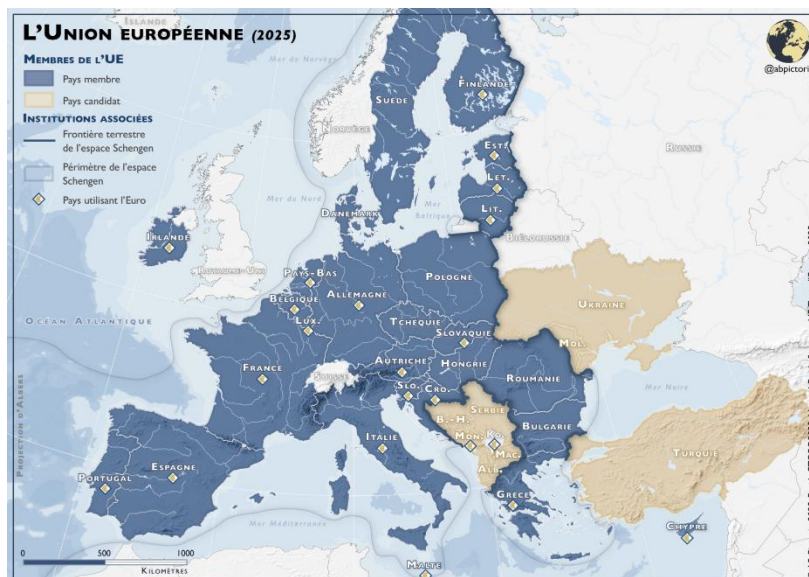 L'UNION EUROPÉENNE (2025)
MEMBRES DE L'UE
Pays membre
Pays candidat
INSTITUTIONS ASSOCIÉES
Frontière terrestre
de l'espace Schengen
Périmètre de l'espace
Schengen
Pays utilisant l'Euro
@abpictori
ISLANDE
Mer de Norvège
FINLANDE
SUÈDE
NORVÈGE
RUSSIE
EST.
LET.
LIT.
Mer du Nord
DANEMARK
Mer
Baltique
BIÉLORUSSIE
IRLANDE
ROYAUME-UNI
PAYS-BAS
POLOGNE
BELGIQUE
ALLEMAGNE
UKRAINE
OCÉAN ATLANTIQUE
LUX.
TCHÉQUIE
SLOVAQUIE
MOL.
FRANCE
AUTRICHE
HONGRIE
SUISSE
ROUMANIE
SLO.
CRO.
Mer Noire
SERBIE
B.-H.
BULGARIE
ITALIE
MON.
KO.
MAC.
TURQUIE
ESPAGNE
ALB.
PORTUGAL
GRÈCE
Mer Méditerranée
CHYPRE
MALTE
PROJECTION D'ALBERS
0 500 1000
KILOMÈTRES